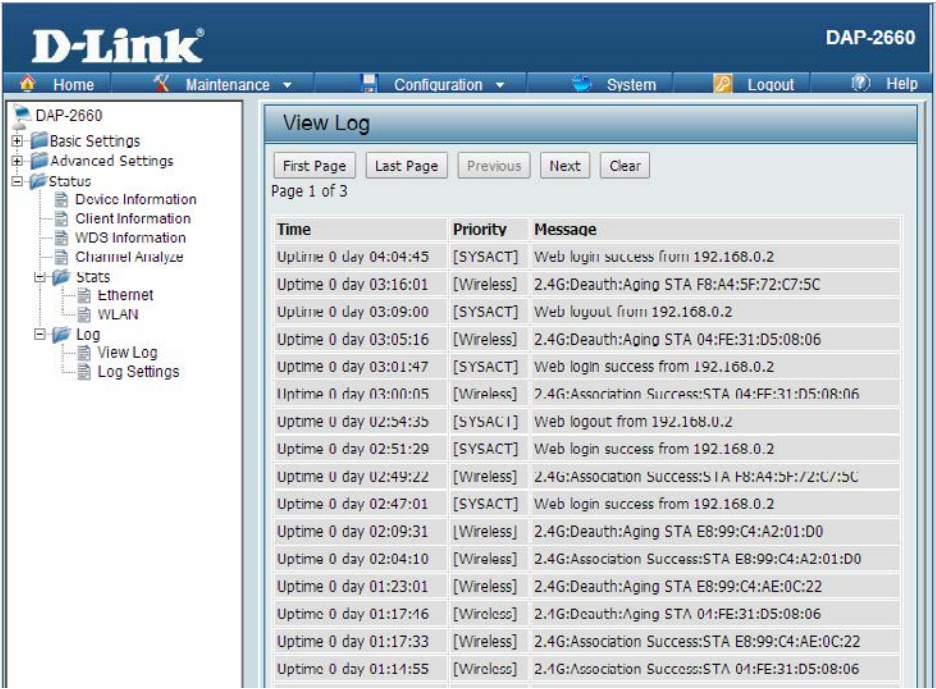 D-Link®
DAP-2660
Home Maintenance Configuration System Logout Help
DAP-2660
Basic Settings
Advanced Settings
Status
Device Information
Client Information
WDS Information
Channel Analyze
Stats
Ethernet
WLAN
Log
View Log
Log Settings
View Log
First Page Last Page Previous Next Clear
Page 1 of 3
Time Priority Message
Uptime 0 day 04:04:45 [SYSACT] Web login success from 192.168.0.2
Uptime 0 day 03:16:01 [Wireless] 2.4G:Deauth:Aging STA F8:A4:5F:72:C7:5C
Uptime 0 day 03:09:00 [SYSACT] Web logout from 192.168.0.2
Uptime 0 day 03:05:16 [Wireless] 2.4G:Deauth:Aging STA 04:FE:31:D5:08:06
Uptime 0 day 03:01:47 [SYSACT] Web login success from 192.168.0.2
Uptime 0 day 03:00:05 [Wireless] 2.4G:Association Success:STA 04:FE:31:D5:08:06
Uptime 0 day 02:54:35 [SYSACT] Web logout from 192.168.0.2
Uptime 0 day 02:51:29 [SYSACT] Web login success from 192.168.0.2
Uptime 0 day 02:49:22 [Wireless] 2.4G:Association Success:STA F8:A4:5F:72:C7:5C
Uptime 0 day 02:47:01 [SYSACT] Web login success from 192.168.0.2
Uptime 0 day 02:09:31 [Wireless] 2.4G:Deauth:Aging STA E8:99:C4:A2:01:D0
Uptime 0 day 02:04:10 [Wireless] 2.4G:Association Success:STA E8:99:C4:A2:01:D0
Uptime 0 day 01:23:01 [Wireless] 2.4G:Deauth:Aging STA E8:99:C4:AE:0C:22
Uptime 0 day 01:17:46 [Wireless] 2.4G:Deauth:Aging STA 04:FE:31:D5:08:06
Uptime 0 day 01:17:33 [Wireless] 2.4G:Association Success:STA E8:99:C4:AE:0C:22
Uptime 0 day 01:14:55 [Wireless] 2.4G:Association Success:STA 04:FE:31:D5:08:06